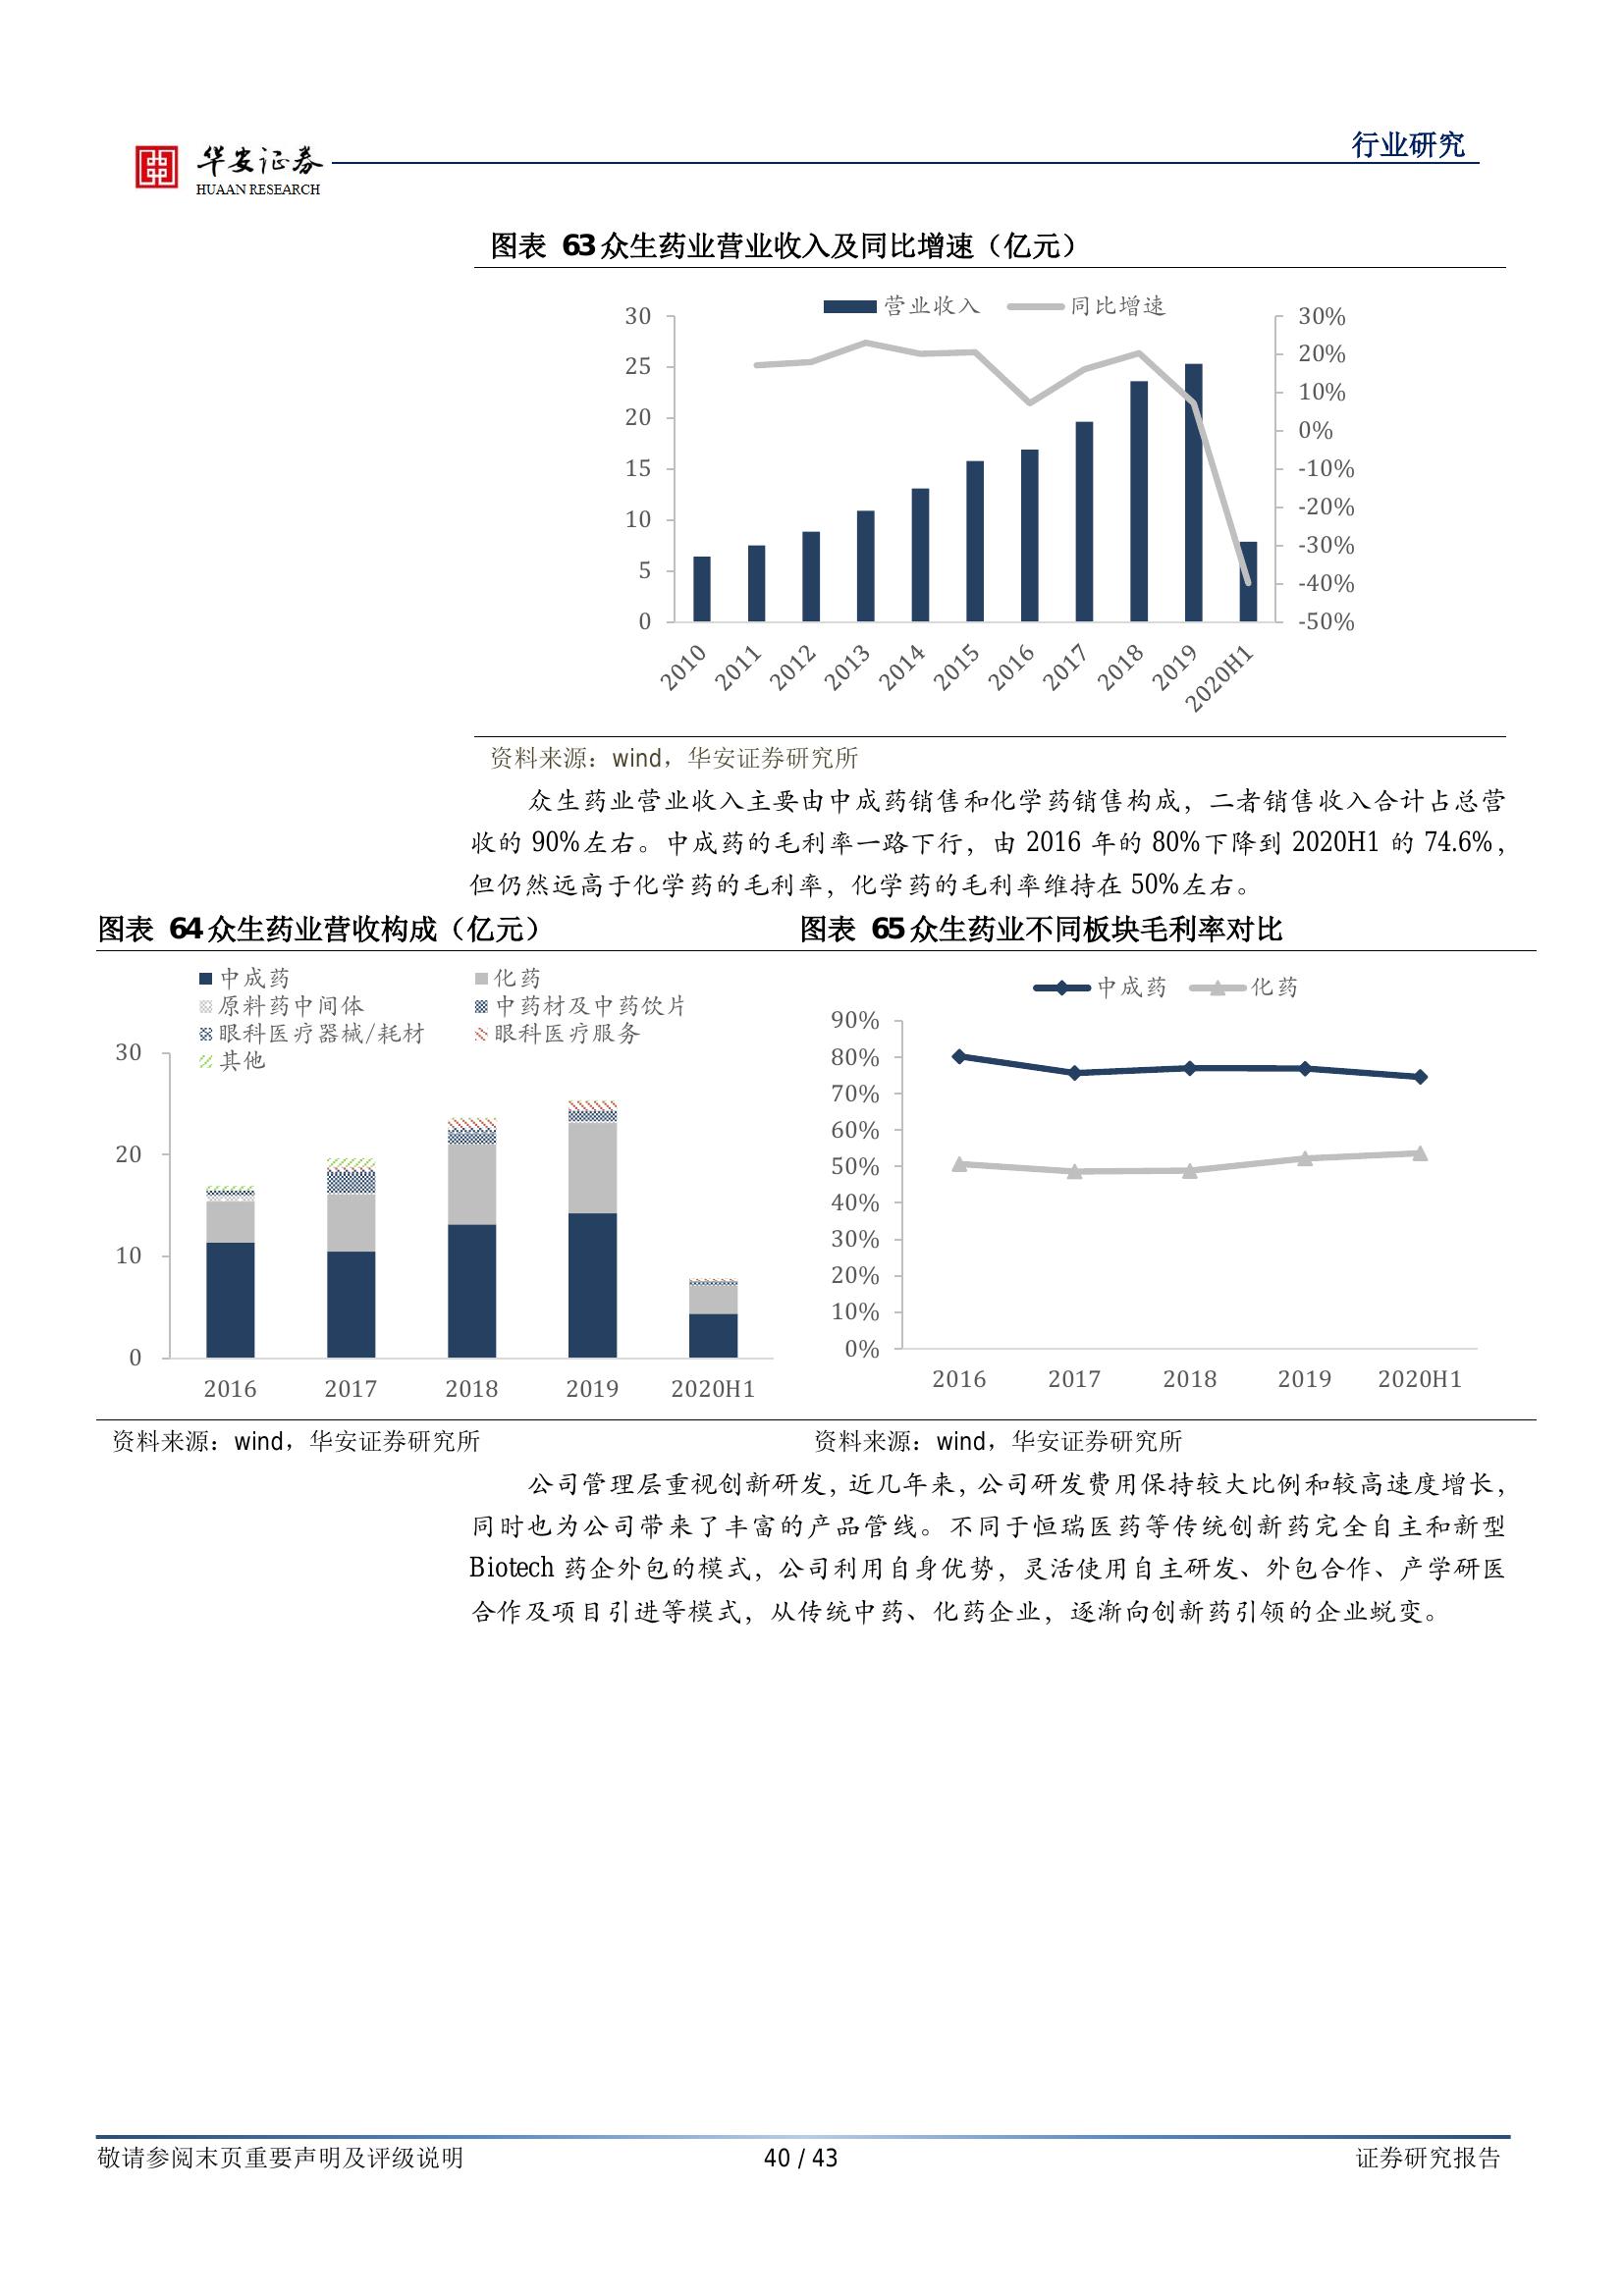 华安证券
HUAAN RESEARCH
行业研究
图表 63 众生药业营业收入及同比增速（亿元）
营业收入 同比增速
30 30%
25 20%
20 10%
15 0%
10 -10%
5 -20%
0 -30%
-40%
-50%
2010 2011 2012 2013 2014 2015 2016 2017 2018 2019 2020H1
资料来源：wind，华安证券研究所
众生药业营业收入主要由中成药销售和化学药销售构成，二者销售收入合计占总营
收的 90%左右。中成药的毛利率一路下行，由 2016 年的 80%下降到 2020H1 的 74.6%，
但仍然远高于化学药的毛利率，化学药的毛利率维持在 50%左右。
图表 64 众生药业营收构成（亿元）
中成药 化药
原料药中间体 中药材及中药饮片
眼科医疗器械/耗材 眼科医疗服务
其他
30
20
10
0
2016 2017 2018 2019 2020H1
资料来源：wind，华安证券研究所
图表 65 众生药业不同板块毛利率对比
中成药 化药
90%
80%
70%
60%
50%
40%
30%
20%
10%
0%
2016 2017 2018 2019 2020H1
资料来源：wind，华安证券研究所
公司管理层重视创新研发，近几年来，公司研发费用保持较大比例和较高速度增长，
同时也为公司带来了丰富的产品管线。不同于恒瑞医药等传统创新药完全自主和新型
Biotech 药企外包的模式，公司利用自身优势，灵活使用自主研发、外包合作、产学研医
合作及项目引进等模式，从传统中药、化药企业，逐渐向创新药引领的企业蜕变。
敬请参阅末页重要声明及评级说明 40 / 43 证券研究报告